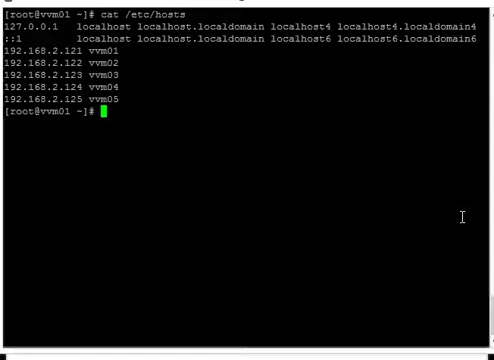 [root@vvm01 ~]# cat /etc/hosts
127.0.0.1   localhost localhost.localdomain localhost4 localhost4.localdomain4
::1         localhost localhost.localdomain localhost6 localhost6.localdomain6
192.168.2.121 vvm01
192.168.2.122 vvm02
192.168.2.123 vvm03
192.168.2.124 vvm04
192.168.2.125 vvm05
[root@vvm01 ~]#